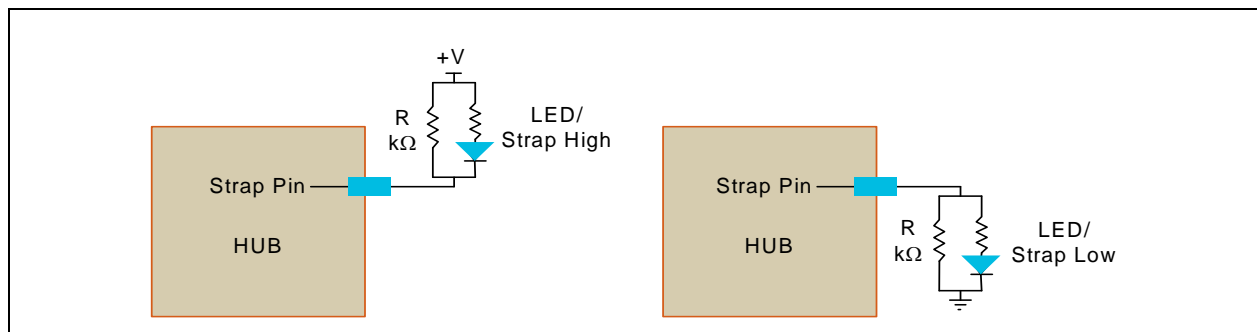 +V
R
kΩ
LED/
Strap High
Strap Pin
HUB
Strap Pin
HUB
R
kΩ
LED/
Strap Low